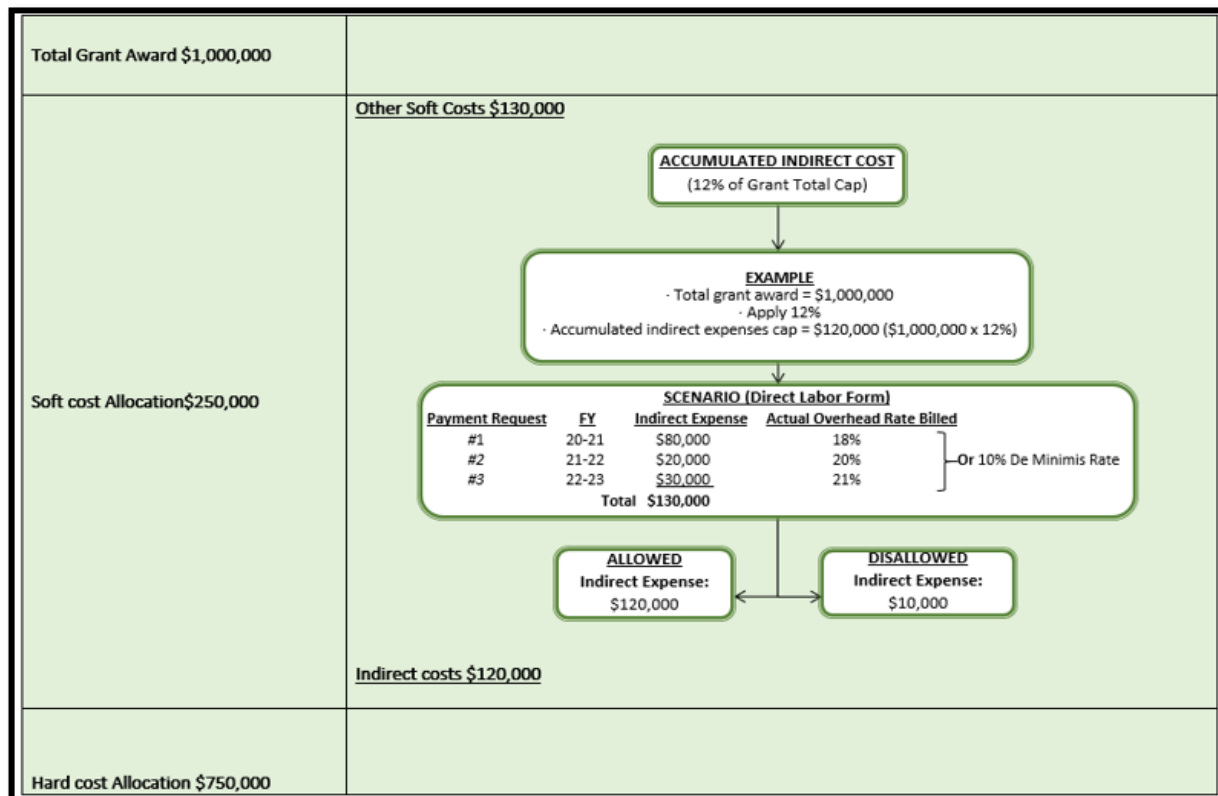 Total Grant Award $1,000,000
Other Soft Costs $130,000
ACCUMULATED INDIRECT COST
(12% of Grant Total Cap)
EXAMPLE
· Total grant award = $1,000,000
· Apply 12%
· Accumulated indirect expenses cap = $120,000 ($1,000,000 x 12%)
Soft cost Allocation$250,000
SCENARIO (Direct Labor Form)
Payment Request FY Indirect Expense Actual Overhead Rate Billed
#1 20-21 $80,000 18%
#2 21-22 $20,000 20% Or 10% De Minimis Rate
#3 22-23 $30,000 21%
Total $130,000
ALLOWED
Indirect Expense:
$120,000
DISALLOWED
Indirect Expense:
$10,000
Indirect costs $120,000
Hard cost Allocation $750,000